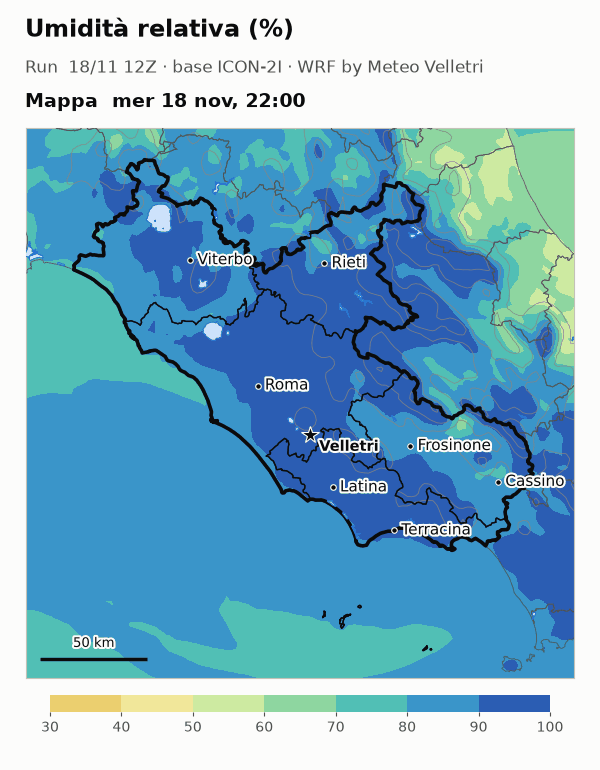 Umidità relativa (%)
Run  18/11 12Z · base ICON-2I · WRF by Meteo Velletri
Mappa  mer 18 nov, 22:00
Viterbo
Rieti
Roma
Velletri
Frosinone
Latina
Cassino
Terracina
50 km
30 40 50 60 70 80 90 100